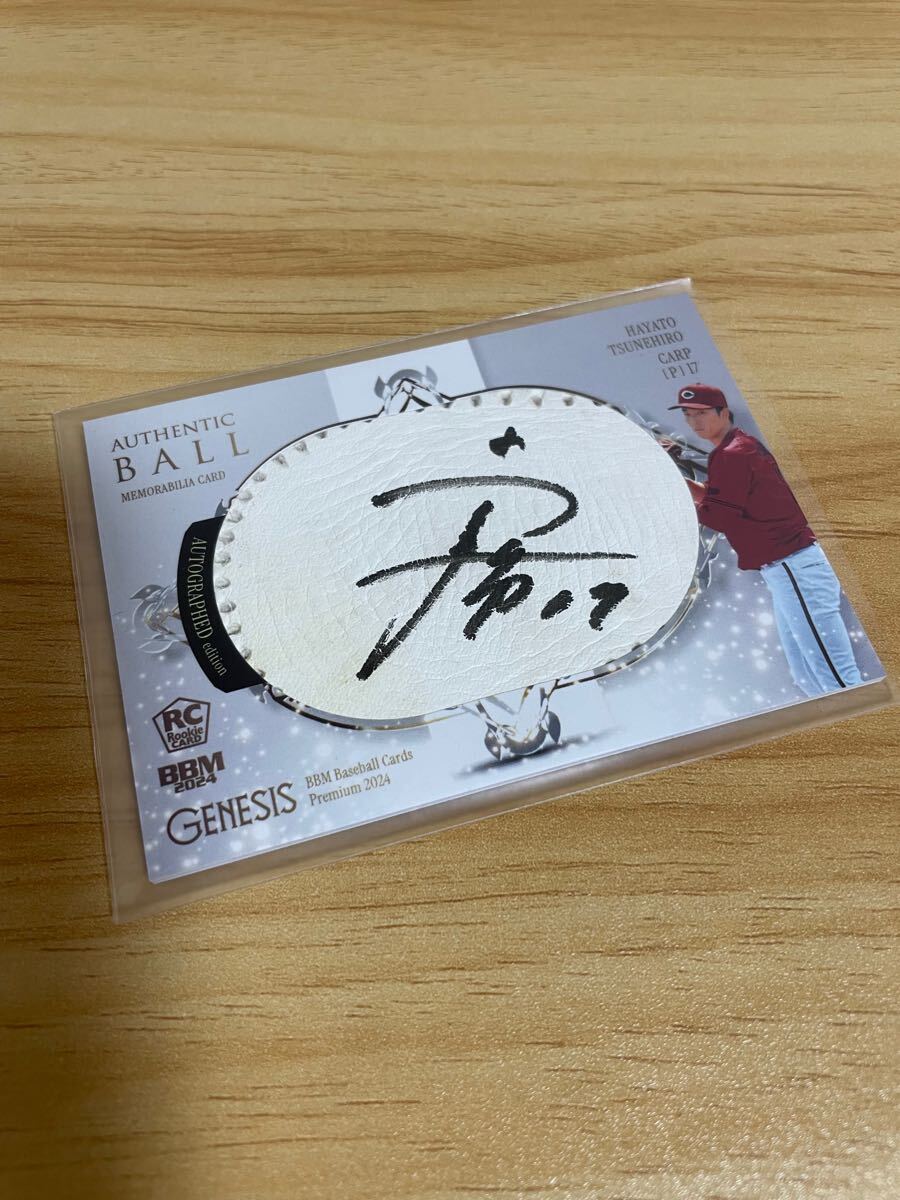 AUTHENTIC
BALL
MEMORABILIA CARD
HAYATO
TSUNEHIRO
CARP
[P] 17
C
AUTOGRAPHED edition
17
RC
Rookie
CARD
BBM
2024
GENESIS
BBM Baseball Cards
Premium 2024